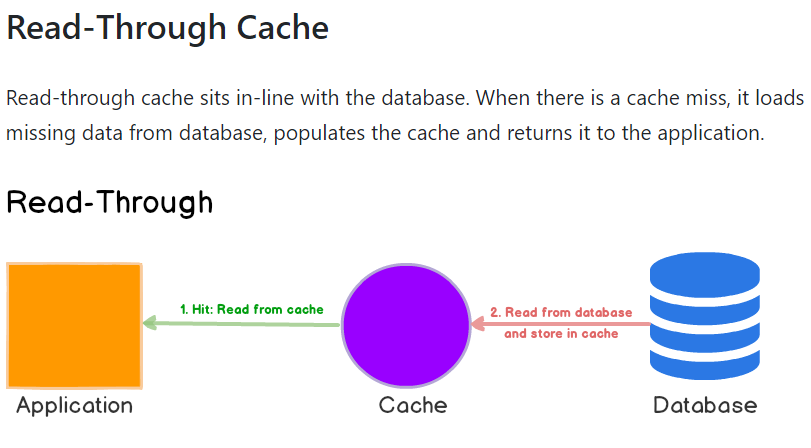 Read-Through Cache
Read-through cache sits in-line with the database. When there is a cache miss, it loads
missing data from database, populates the cache and returns it to the application.
Read-Through
1. Hit: Read from cache
2. Read from database
and store in cache
Application
Cache
Database